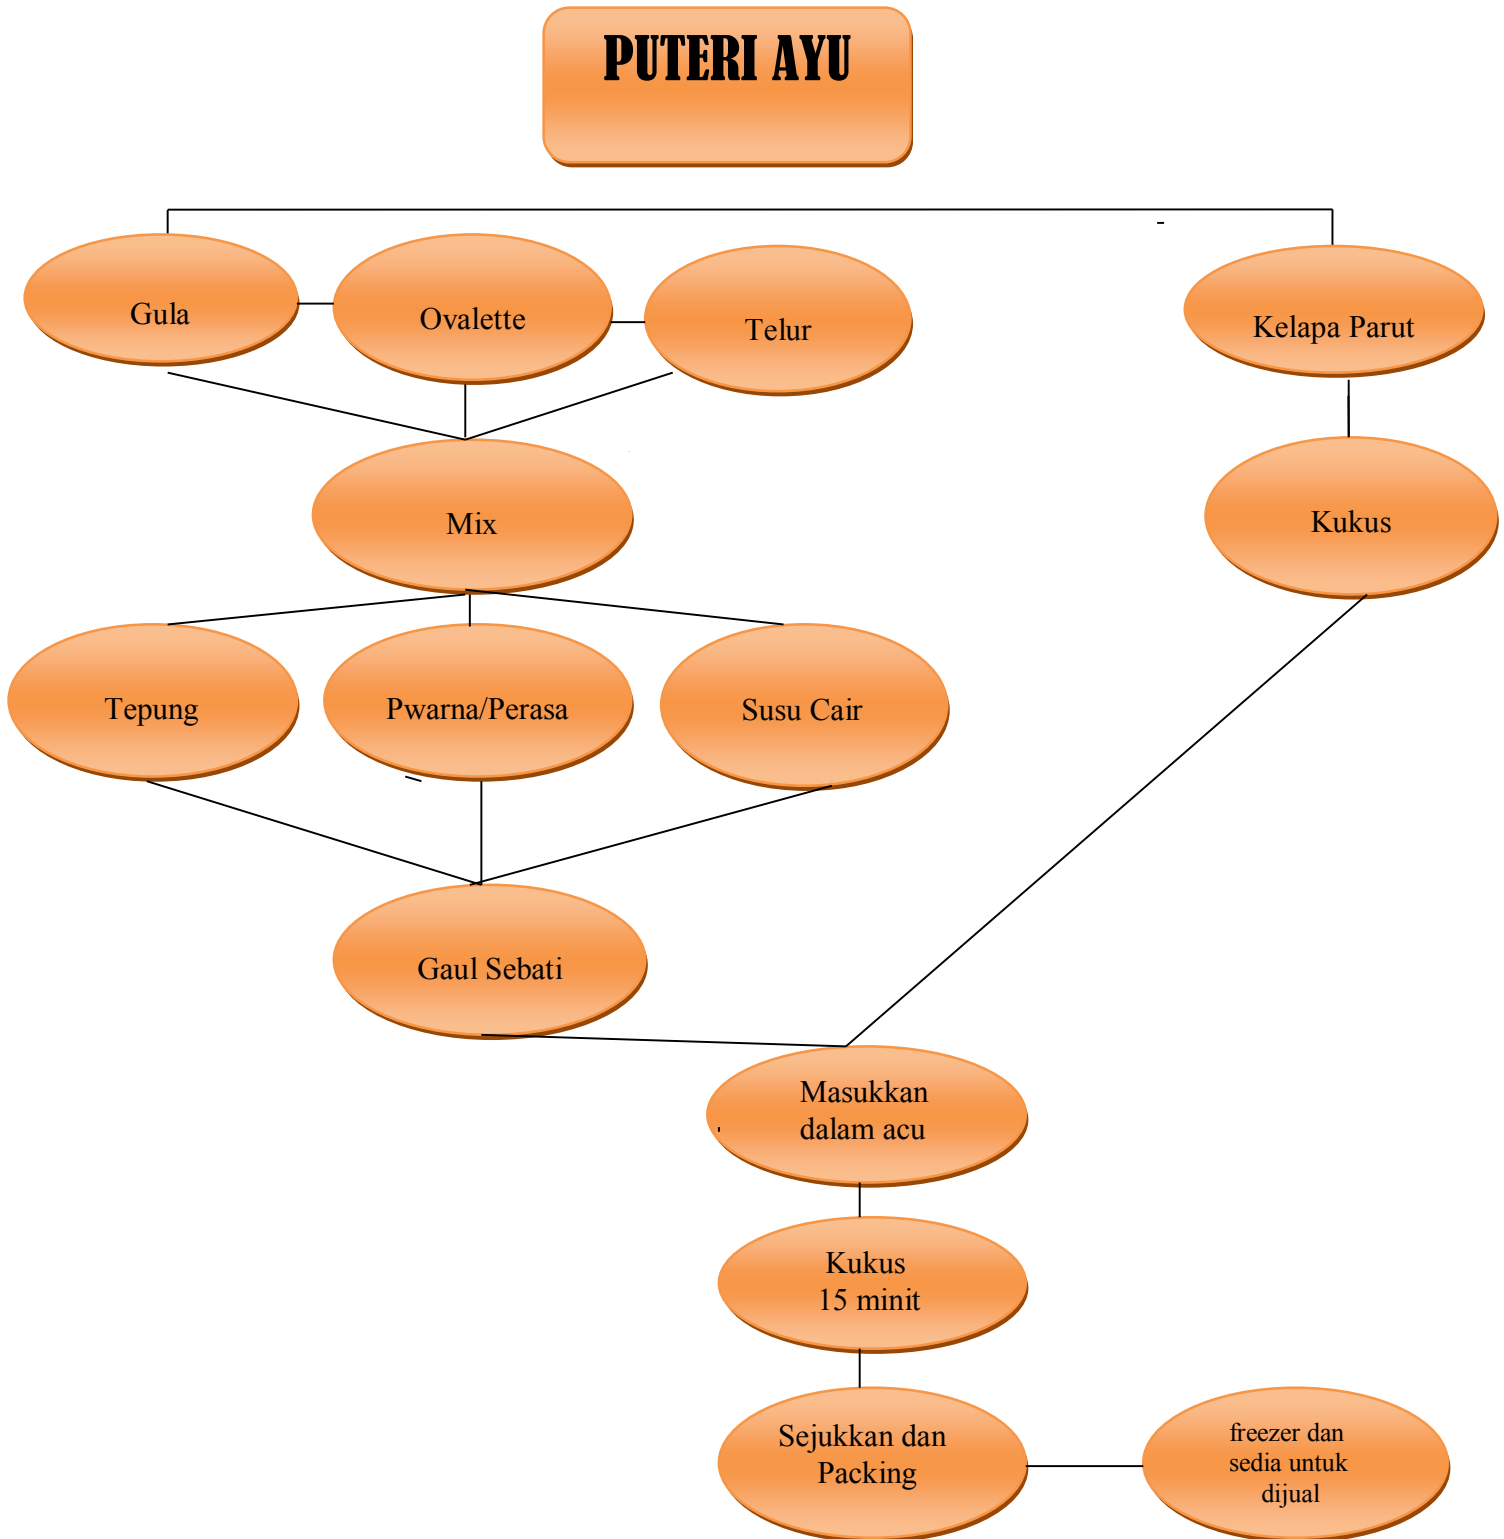 PUTERI AYU
Gula
Ovalette
Telur
Kelapa Parut
Mix
Kukus
Tepung
Pwarna/Perasa
Susu Cair
Gaul Sebati
Masukkan
dalam acu
Kukus
15 minit
Sejukkan dan
Packing
freezer dan
sedia untuk
dijual